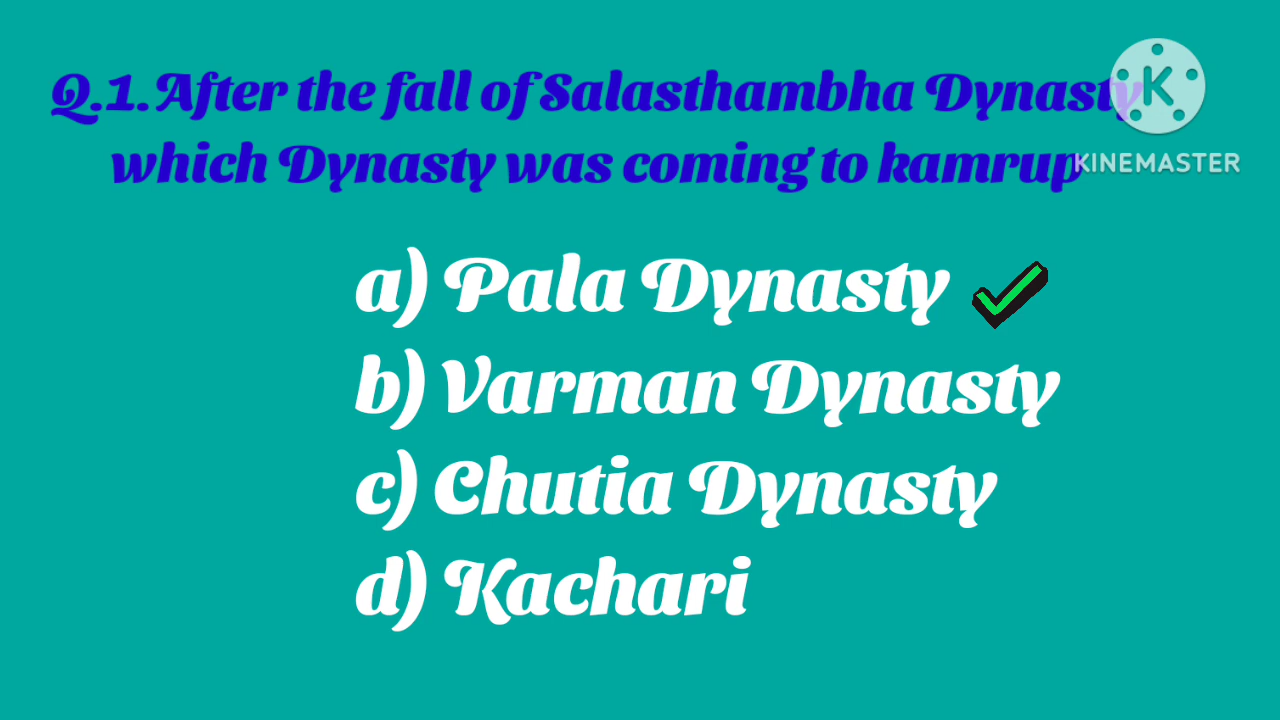 Q.1.After the fall of Salasthambha Dynasty
which Dynasty was coming to kamrup
K
KINEMASTER
a) Pala Dynasty
b) Varman Dynasty
c) Chutia Dynasty
d) Kachari